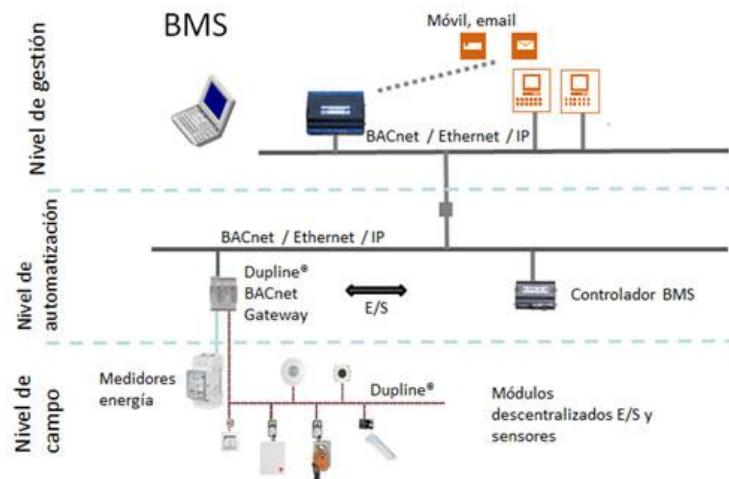 BMS
Móvil, email
Nivel de gestión
BACnet / Ethernet / IP
BACnet / Ethernet / IP
Nivel de
automatización
Dupline®
BACnet
Gateway
E/S
Controlador BMS
Nivel de
campo
Medidores
energía
Dupline®
Módulos
descentralizados E/S y
sensores